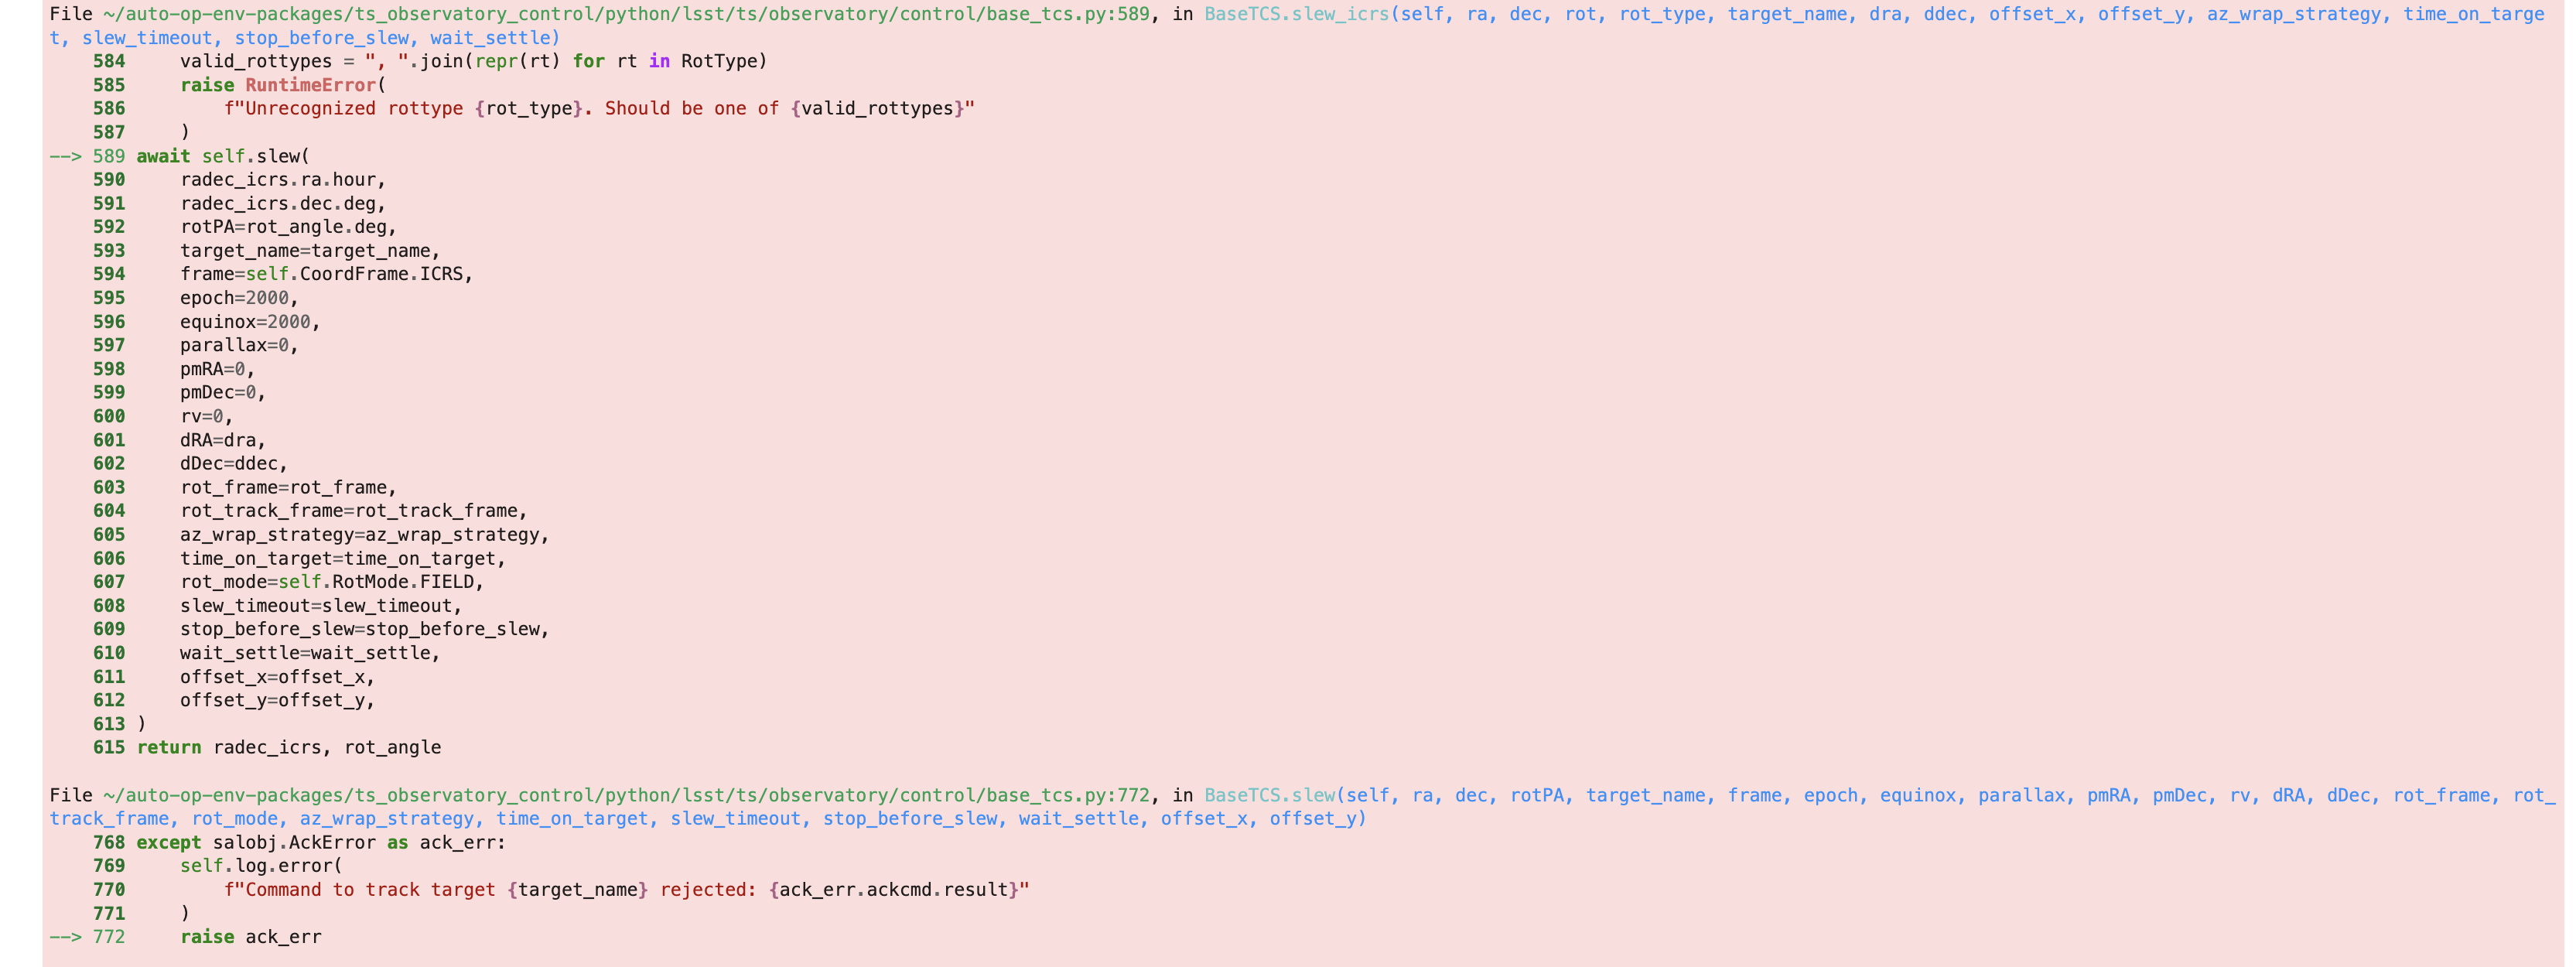 File ~/auto-op-env-packages/ts_observatory_control/python/lsst/ts/observatory/control/base_tcs.py:589, in BaseTCS.slew_icrs(self, ra, dec, rot, rot_type, target_name, dra, ddec, offset_x, offset_y, az_wrap_strategy, time_on_targe
t, slew_timeout, stop_before_slew, wait_settle)
    584     valid_rottypes = ", ".join(repr(rt) for rt in RotType)
    585     raise RuntimeError(
    586         f"Unrecognized rottype {rot_type}. Should be one of {valid_rottypes}"
    587     )
--> 589 await self.slew(
    590     radec_icrs.ra.hour,
    591     radec_icrs.dec.deg,
    592     rotPA=rot_angle.deg,
    593     target_name=target_name,
    594     frame=self.CoordFrame.ICRS,
    595     epoch=2000,
    596     equinox=2000,
    597     parallax=0,
    598     pmRA=0,
    599     pmDec=0,
    600     rv=0,
    601     dRA=dra,
    602     dDec=ddec,
    603     rot_frame=rot_frame,
    604     rot_track_frame=rot_track_frame,
    605     az_wrap_strategy=az_wrap_strategy,
    606     time_on_target=time_on_target,
    607     rot_mode=self.RotMode.FIELD,
    608     slew_timeout=slew_timeout,
    609     stop_before_slew=stop_before_slew,
    610     wait_settle=wait_settle,
    611     offset_x=offset_x,
    612     offset_y=offset_y,
    613 )
    615 return radec_icrs, rot_angle
File ~/auto-op-env-packages/ts_observatory_control/python/lsst/ts/observatory/control/base_tcs.py:772, in BaseTCS.slew(self, ra, dec, rotPA, target_name, frame, epoch, equinox, parallax, pmRA, pmDec, rv, dRA, dDec, rot_frame, rot_
track_frame, rot_mode, az_wrap_strategy, time_on_target, slew_timeout, stop_before_slew, wait_settle, offset_x, offset_y)
    768 except salobj.AckError as ack_err:
    769     self.log.error(
    770         f"Command to track target {target_name} rejected: {ack_err.ackcmd.result}"
    771     )
--> 772     raise ack_err